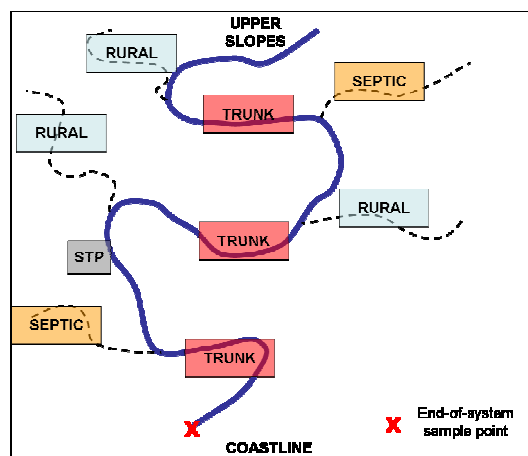 UPPER
SLOPES
RURAL
SEPTIC
TRUNK
RURAL
RURAL
TRUNK
STP
SEPTIC
TRUNK
X
X
End-of-system
sample point
COASTLINE